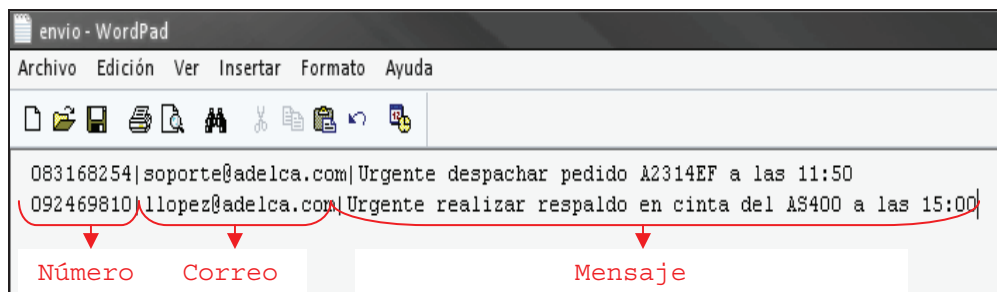 envio - WordPad
Archivo Edición Ver Insertar Formato Ayuda
083168254|soporte@adelca.com|Urgente despachar pedido A2314EF a las 11:50
092469810|llopez@adelca.com|Urgente realizar respaldo en cinta del AS400 a las 15:00
Número Correo Mensaje